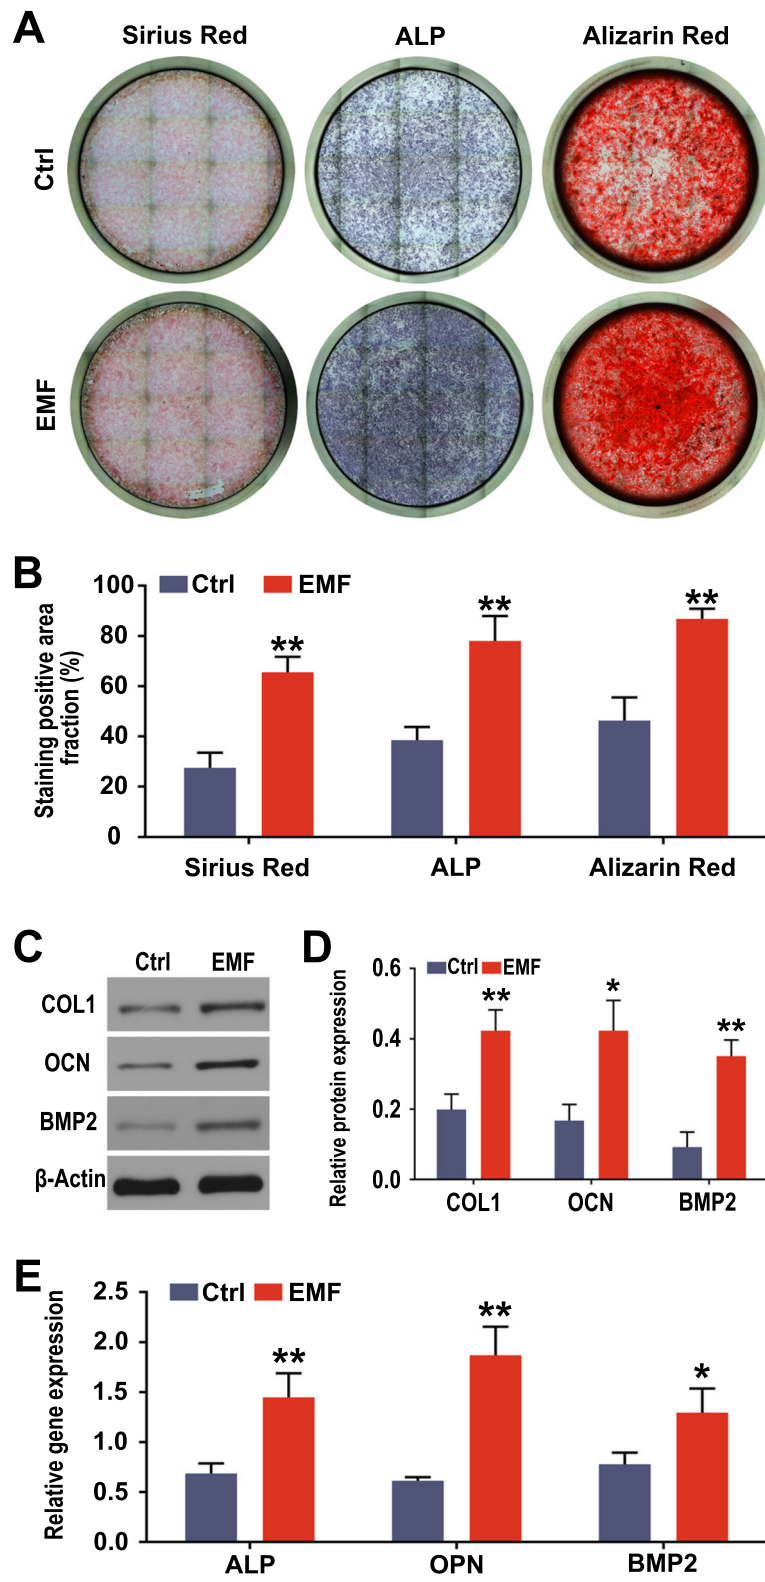 A
Sirius Red ALP Alizarin Red
Ctrl
EMF
B
Ctrl EMF
Staining positive area
fraction (%)
100
80
60
40
20
0
** ** **
Sirius Red ALP Alizarin Red
C
Ctrl EMF
COL1
OCN
BMP2
β-Actin
D
Ctrl EMF
Relative protein expression
0.6
0.4
0.2
0.0
** * **
COL1 OCN BMP2
E
Ctrl EMF
Relative gene expression
2.5
2.0
1.5
1.0
0.5
0.0
** ** *
ALP OPN BMP2